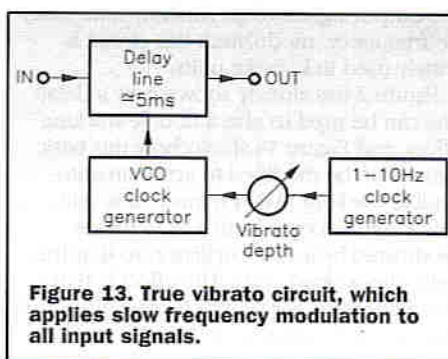 IN
Delay
line
≈5ms
OUT
VCO
clock
generator
Vibrato
depth
1–10Hz
clock
generator
Figure 13. True vibrato circuit, which
applies slow frequency modulation to
all input signals.